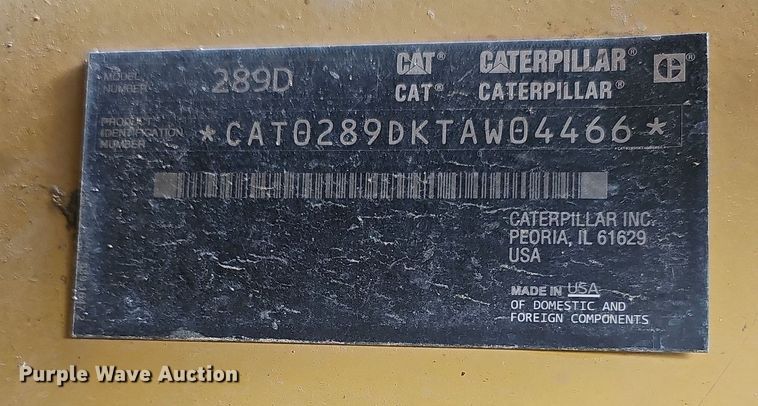 MODEL NUMBER 289D
CAT® CATERPILLAR® C
CAT® CATERPILLAR®
PRODUCT IDENTIFICATION NUMBER *CAT0289DKTAW04466*
CATERPILLAR INC.
PEORIA, IL 61629
USA
MADE IN USA
OF DOMESTIC AND
FOREIGN COMPONENTS
Purple Wave Auction